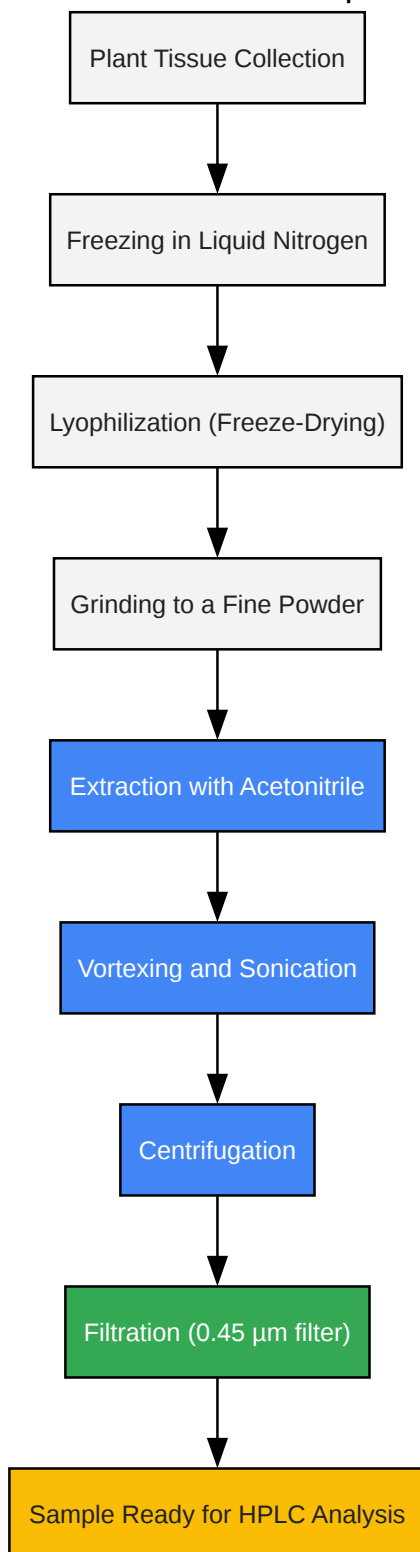 Plant Tissue Collection
Freezing in Liquid Nitrogen
Lyophilization (Freeze-Drying)
Grinding to a Fine Powder
Extraction with Acetonitrile
Vortexing and Sonication
Centrifugation
Filtration (0.45 µm filter)
Sample Ready for HPLC Analysis